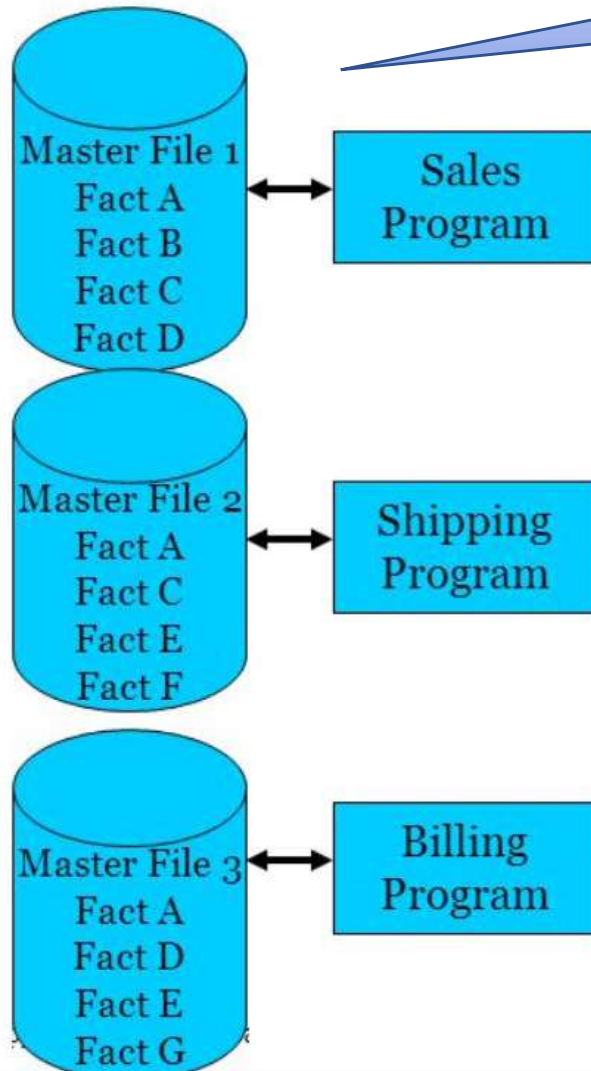 Master File 1
Fact A
Fact B
Fact C
Fact D
Sales
Program
Master File 2
Fact A
Fact C
Fact E
Fact F
Shipping
Program
Master File 3
Fact A
Fact D
Fact E
Fact G
Billing
Program